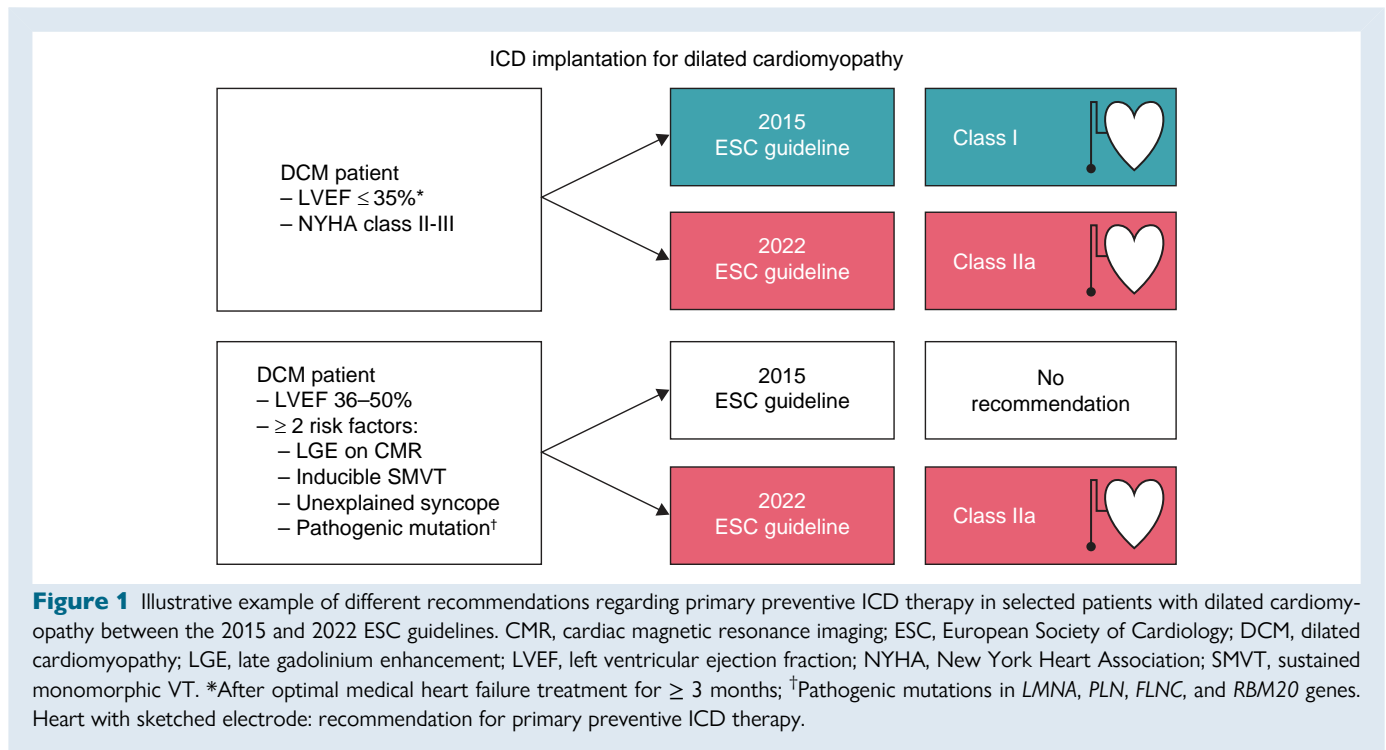 ICD implantation for dilated cardiomyopathy
DCM patient
– LVEF ≤ 35%*
– NYHA class II-III
2015
ESC guideline
Class I
2022
ESC guideline
Class IIa
DCM patient
– LVEF 36–50%
– ≥ 2 risk factors:
– LGE on CMR
– Inducible SMVT
– Unexplained syncope
– Pathogenic mutation†
2015
ESC guideline
No
recommendation
2022
ESC guideline
Class IIa
Figure 1 Illustrative example of different recommendations regarding primary preventive ICD therapy in selected patients with dilated cardiomy-
opathy between the 2015 and 2022 ESC guidelines. CMR, cardiac magnetic resonance imaging; ESC, European Society of Cardiology; DCM, dilated
cardiomyopathy; LGE, late gadolinium enhancement; LVEF, left ventricular ejection fraction; NYHA, New York Heart Association; SMVT, sustained
monomorphic VT. *After optimal medical heart failure treatment for ≥ 3 months; †Pathogenic mutations in LMNA, PLN, FLNC, and RBM20 genes.
Heart with sketched electrode: recommendation for primary preventive ICD therapy.